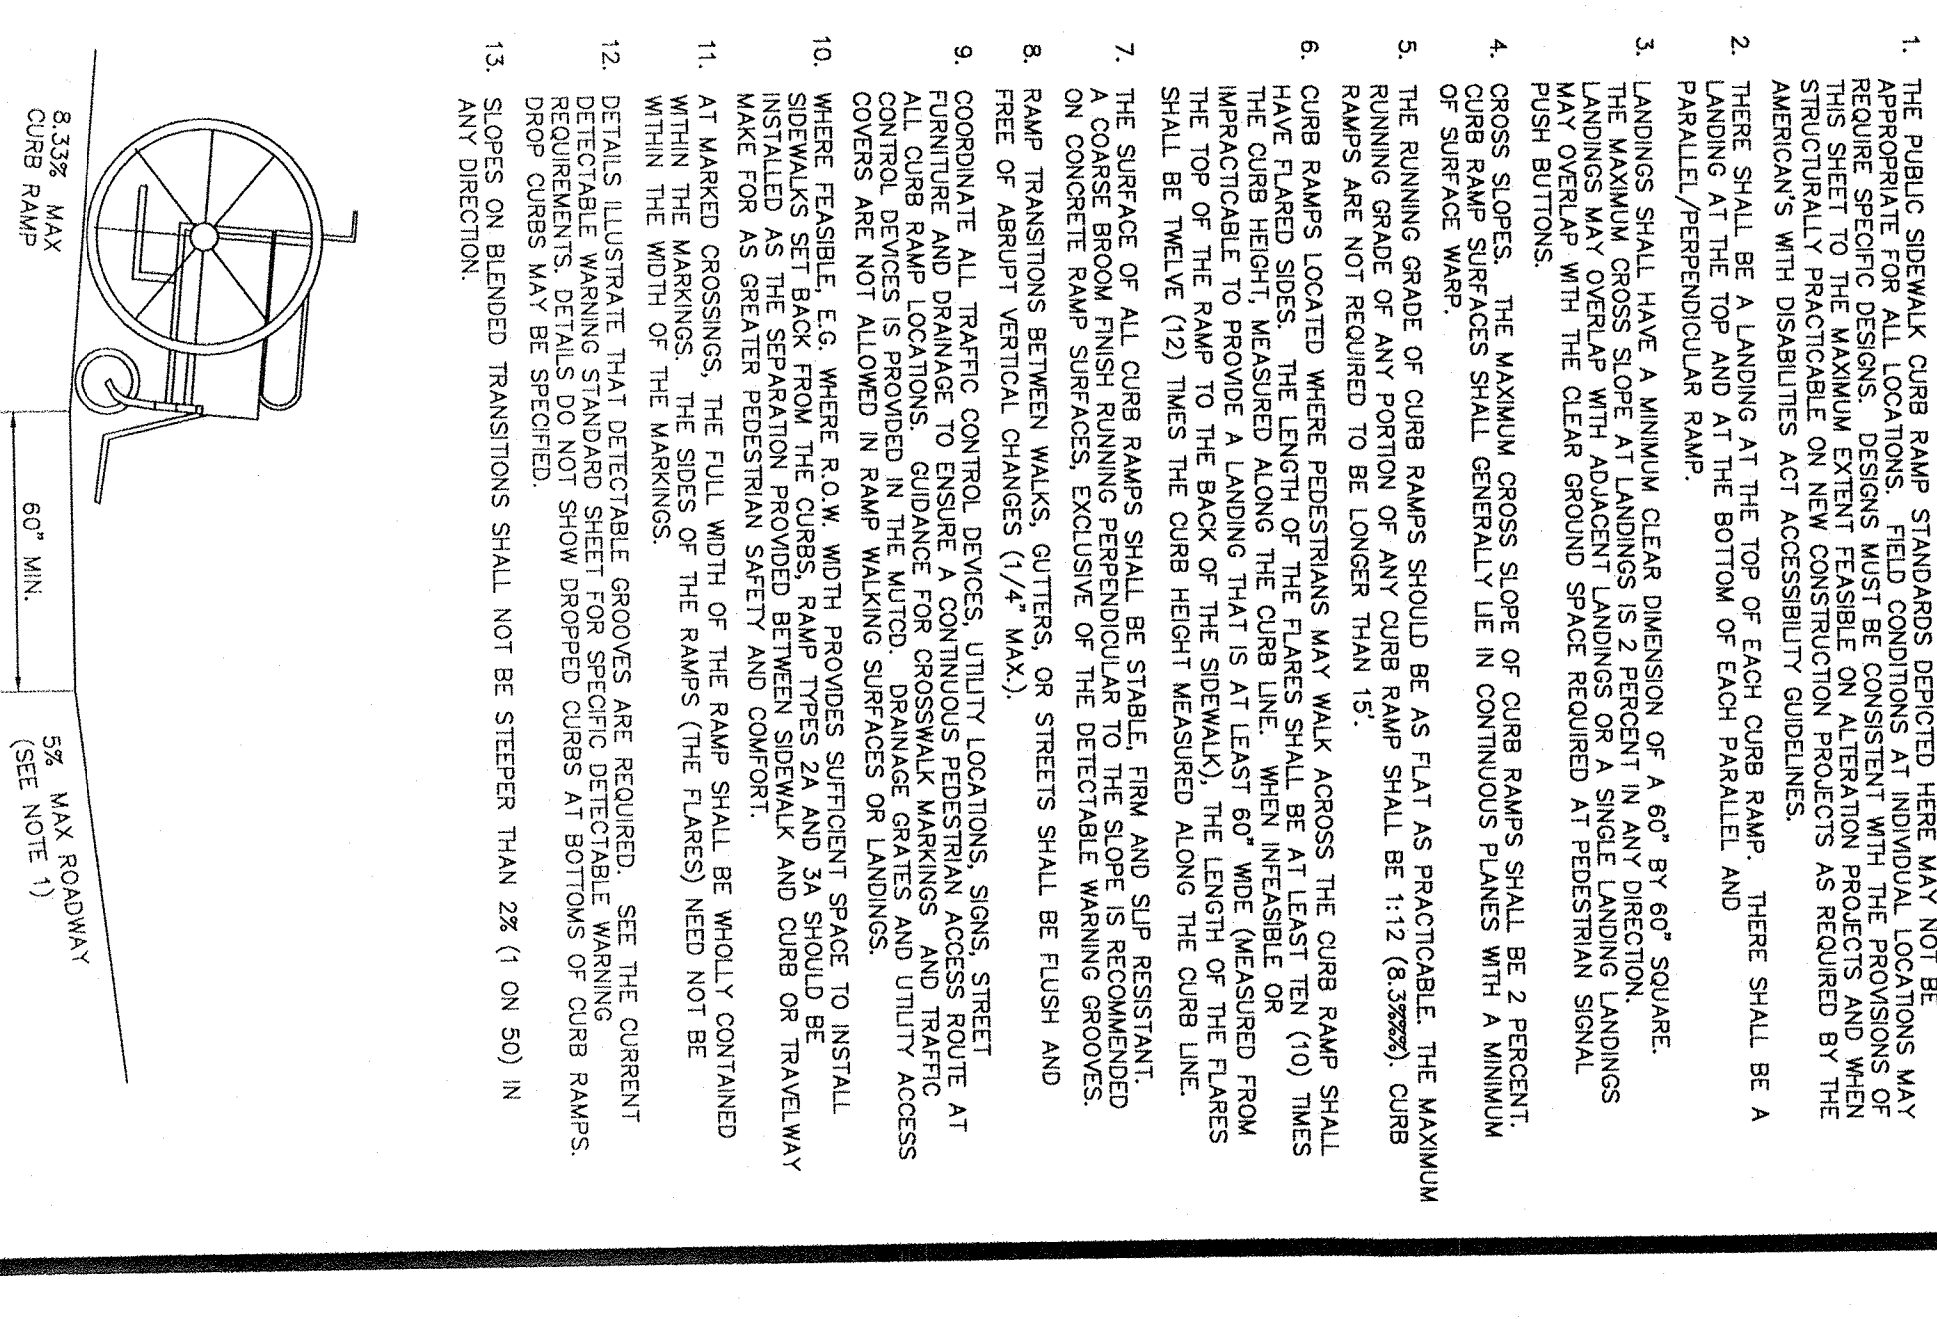 1. THE PUBLIC SIDEWALK CURB RAMP STANDARDS DEPICTED HERE MAY NOT BE
APPROPRIATE FOR ALL LOCATIONS. FIELD CONDITIONS AT INDIVIDUAL LOCATIONS MAY
REQUIRE SPECIFIC DESIGNS. DESIGNS MUST BE CONSISTENT WITH THE PROVISIONS OF
THIS SHEET TO THE MAXIMUM EXTENT FEASIBLE ON ALTERATION PROJECTS AND WHEN
STRUCTURALLY PRACTICABLE ON NEW CONSTRUCTION PROJECTS AS REQUIRED BY THE
AMERICAN'S WITH DISABILITIES ACT ACCESSIBILITY GUIDELINES.
2. THERE SHALL BE A LANDING AT THE TOP OF EACH CURB RAMP. THERE SHALL BE A
LANDING AT THE TOP AND AT THE BOTTOM OF EACH PARALLEL AND
PARALLEL/PERPENDICULAR RAMP.
3. LANDINGS SHALL HAVE A MINIMUM CLEAR DIMENSION OF A 60" BY 60" SQUARE.
THE MAXIMUM CROSS SLOPE AT LANDINGS IS 2 PERCENT IN ANY DIRECTION.
LANDINGS MAY OVERLAP WITH ADJACENT LANDINGS OR A SINGLE LANDING LANDINGS
MAY OVERLAP WITH THE CLEAR GROUND SPACE REQUIRED AT PEDESTRIAN SIGNAL
PUSH BUTTONS.
4. CROSS SLOPES. THE MAXIMUM CROSS SLOPE OF CURB RAMPS SHALL BE 2 PERCENT.
CURB RAMP SURFACES SHALL GENERALLY LIE IN CONTINUOUS PLANES WITH A MINIMUM
OF SURFACE WARP.
5. THE RUNNING GRADE OF CURB RAMPS SHOULD BE AS FLAT AS PRACTICABLE. THE MAXIMUM
RUNNING GRADE OF ANY PORTION OF ANY CURB RAMP SHALL BE 1:12 (8.3%%%). CURB
RAMPS ARE NOT REQUIRED TO BE LONGER THAN 15'.
6. CURB RAMPS LOCATED WHERE PEDESTRIANS MAY WALK ACROSS THE CURB RAMP SHALL
HAVE FLARED SIDES. THE LENGTH OF THE FLARES SHALL BE AT LEAST TEN (10) TIMES
THE CURB HEIGHT, MEASURED ALONG THE CURB LINE. WHEN INFEASIBLE OR
IMPRACTICABLE TO PROVIDE A LANDING THAT IS AT LEAST 60" WIDE (MEASURED FROM
THE TOP OF THE RAMP TO THE BACK OF THE SIDEWALK), THE LENGTH OF THE FLARES
SHALL BE TWELVE (12) TIMES THE CURB HEIGHT MEASURED ALONG THE CURB LINE.
7. THE SURFACE OF ALL CURB RAMPS SHALL BE STABLE, FIRM AND SLIP RESISTANT.
A COARSE BROOM FINISH RUNNING PERPENDICULAR TO THE SLOPE IS RECOMMENDED
ON CONCRETE RAMP SURFACES, EXCLUSIVE OF THE DETECTABLE WARNING GROOVES.
8. RAMP TRANSITIONS BETWEEN WALKS, GUTTERS, OR STREETS SHALL BE FLUSH AND
FREE OF ABRUPT VERTICAL CHANGES (1/4" MAX.).
9. COORDINATE ALL TRAFFIC CONTROL DEVICES, UTILITY LOCATIONS, SIGNS, STREET
FURNITURE AND DRAINAGE TO ENSURE A CONTINUOUS PEDESTRIAN ACCESS ROUTE AT
ALL CURB RAMP LOCATIONS. GUIDANCE FOR CROSSWALK MARKINGS AND TRAFFIC
CONTROL DEVICES IS PROVIDED IN THE MUTCD. DRAINAGE GRATES AND UTILITY ACCESS
COVERS ARE NOT ALLOWED IN RAMP WALKING SURFACES OR LANDINGS.
10. WHERE FEASIBLE, E.G. WHERE R.O.W. WIDTH PROVIDES SUFFICIENT SPACE TO INSTALL
SIDEWALKS SET BACK FROM THE CURBS, RAMP TYPES 2A AND 3A SHOULD BE
INSTALLED AS THE SEPARATION PROVIDED BETWEEN SIDEWALK AND CURB OR TRAVELWAY
MAKE FOR AS GREATER PEDESTRIAN SAFETY AND COMFORT.
11. AT MARKED CROSSINGS, THE FULL WIDTH OF THE RAMP SHALL BE WHOLLY CONTAINED
WITHIN THE MARKINGS. THE SIDES OF THE RAMPS (THE FLARES) NEED NOT BE
WITHIN THE WIDTH OF THE MARKINGS.
12. DETAILS ILLUSTRATE THAT DETECTABLE GROOVES ARE REQUIRED. SEE THE CURRENT
DETECTABLE WARNING STANDARD SHEET FOR SPECIFIC DETECTABLE WARNING
REQUIREMENTS. DETAILS DO NOT SHOW DROPPED CURBS AT BOTTOMS OF CURB RAMPS.
DROP CURBS MAY BE SPECIFIED.
13. SLOPES ON BLENDED TRANSITIONS SHALL NOT BE STEEPER THAN 2% (1 ON 50) IN
ANY DIRECTION.
8.33% MAX
CURB RAMP
60" MIN.
5% MAX ROADWAY
(SEE NOTE 1)